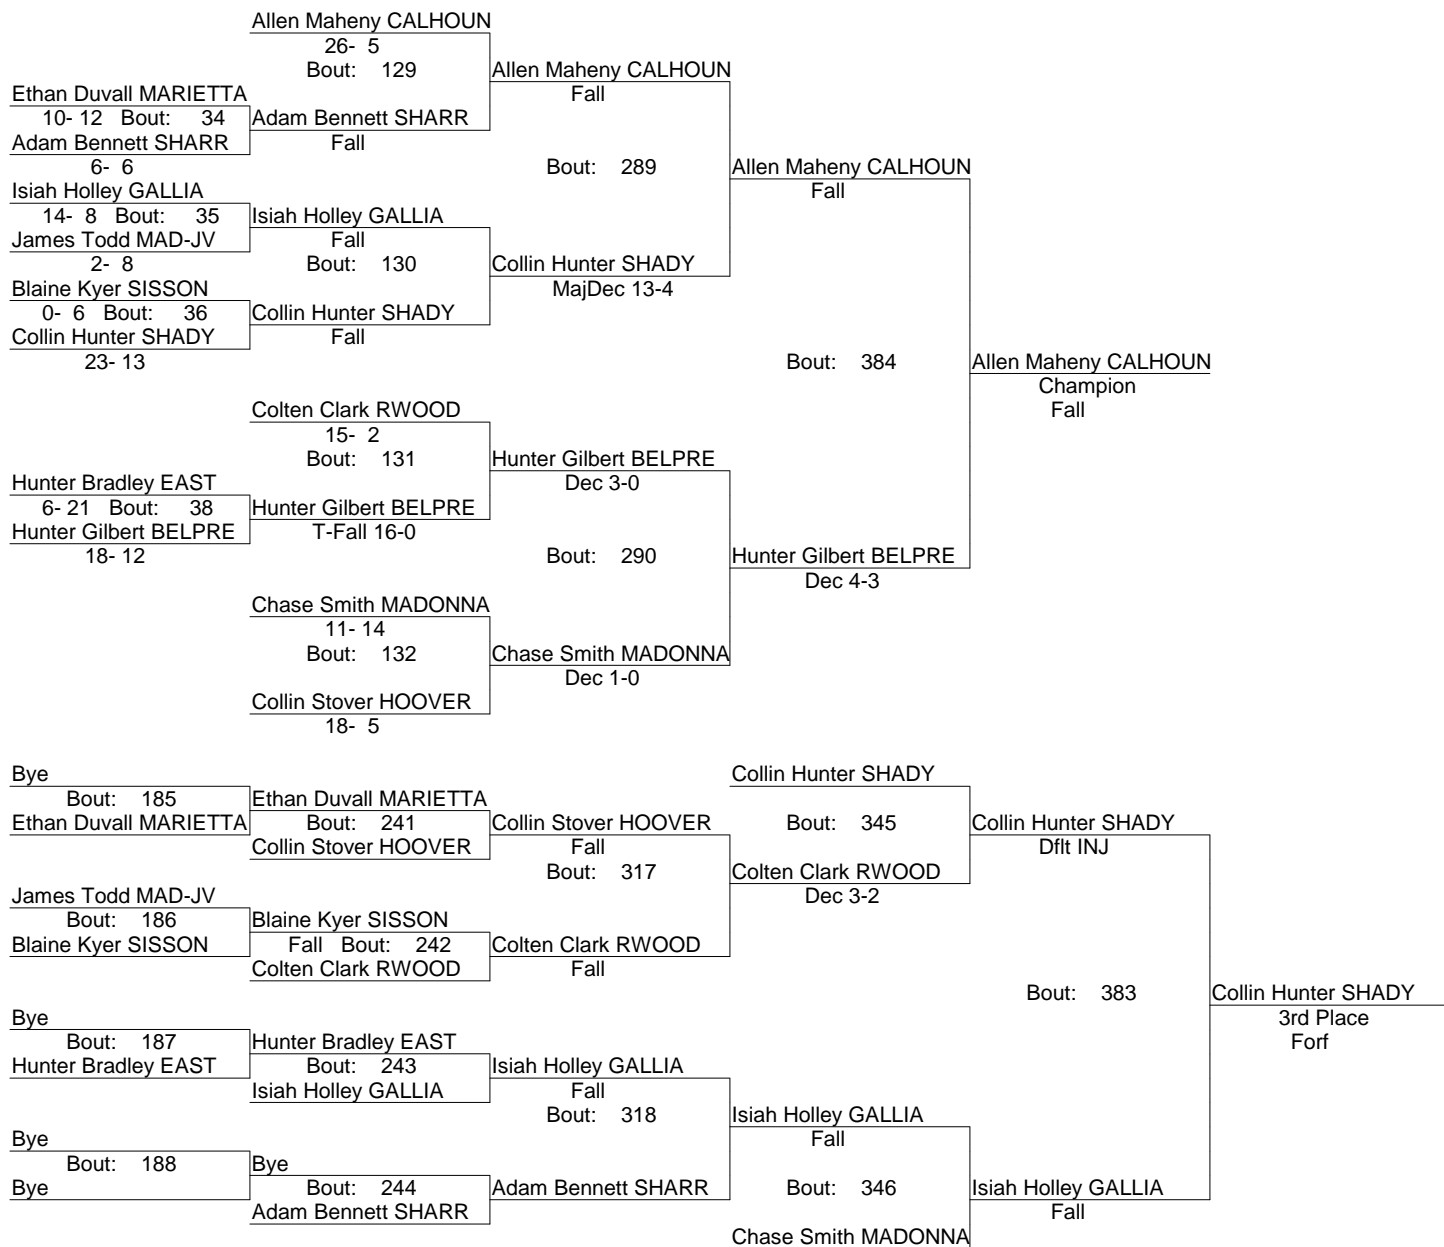 Allen Maheny CALHOUN
26- 5
Bout: 129 Allen Maheny CALHOUN
Ethan Duvall MARIETTA Fall
10- 12 Bout: 34 Adam Bennett SHARR
Adam Bennett SHARR Fall
6- 6 Bout: 289 Allen Maheny CALHOUN
Isiah Holley GALLIA Fall
14- 8 Bout: 35 Isiah Holley GALLIA
James Todd MAD-JV Fall
2- 8 Bout: 130 Collin Hunter SHADY
Blaine Kyer SISSON MajDec 13-4
0- 6 Bout: 36 Collin Hunter SHADY
Collin Hunter SHADY Fall
23- 13 Bout: 384 Allen Maheny CALHOUN
Champion
Colten Clark RWOOD Fall
15- 2
Bout: 131 Hunter Gilbert BELPRE
Hunter Bradley EAST Dec 3-0
6- 21 Bout: 38 Hunter Gilbert BELPRE
Hunter Gilbert BELPRE T-Fall 16-0
18- 12 Bout: 290 Hunter Gilbert BELPRE
Dec 4-3
Chase Smith MADONNA
11- 14
Bout: 132 Chase Smith MADONNA
Dec 1-0
Collin Stover HOOVER
18- 5
Bye Collin Hunter SHADY
Bout: 185 Ethan Duvall MARIETTA
Ethan Duvall MARIETTA Bout: 241 Collin Stover HOOVER Bout: 345 Collin Hunter SHADY
Collin Stover HOOVER Fall Dflt INJ
Bout: 317 Colten Clark RWOOD
James Todd MAD-JV Dec 3-2
Bout: 186 Blaine Kyer SISSON
Blaine Kyer SISSON Fall Bout: 242 Colten Clark RWOOD
Colten Clark RWOOD Fall
Bout: 383 Collin Hunter SHADY
Bye 3rd Place
Bout: 187 Hunter Bradley EAST Forf
Hunter Bradley EAST Bout: 243 Isiah Holley GALLIA
Isiah Holley GALLIA Fall
Bout: 318 Isiah Holley GALLIA
Bye Fall
Bout: 188 Bye
Bye Bout: 244 Adam Bennett SHARR Bout: 346 Isiah Holley GALLIA
Adam Bennett SHARR Fall
Chase Smith MADONNA